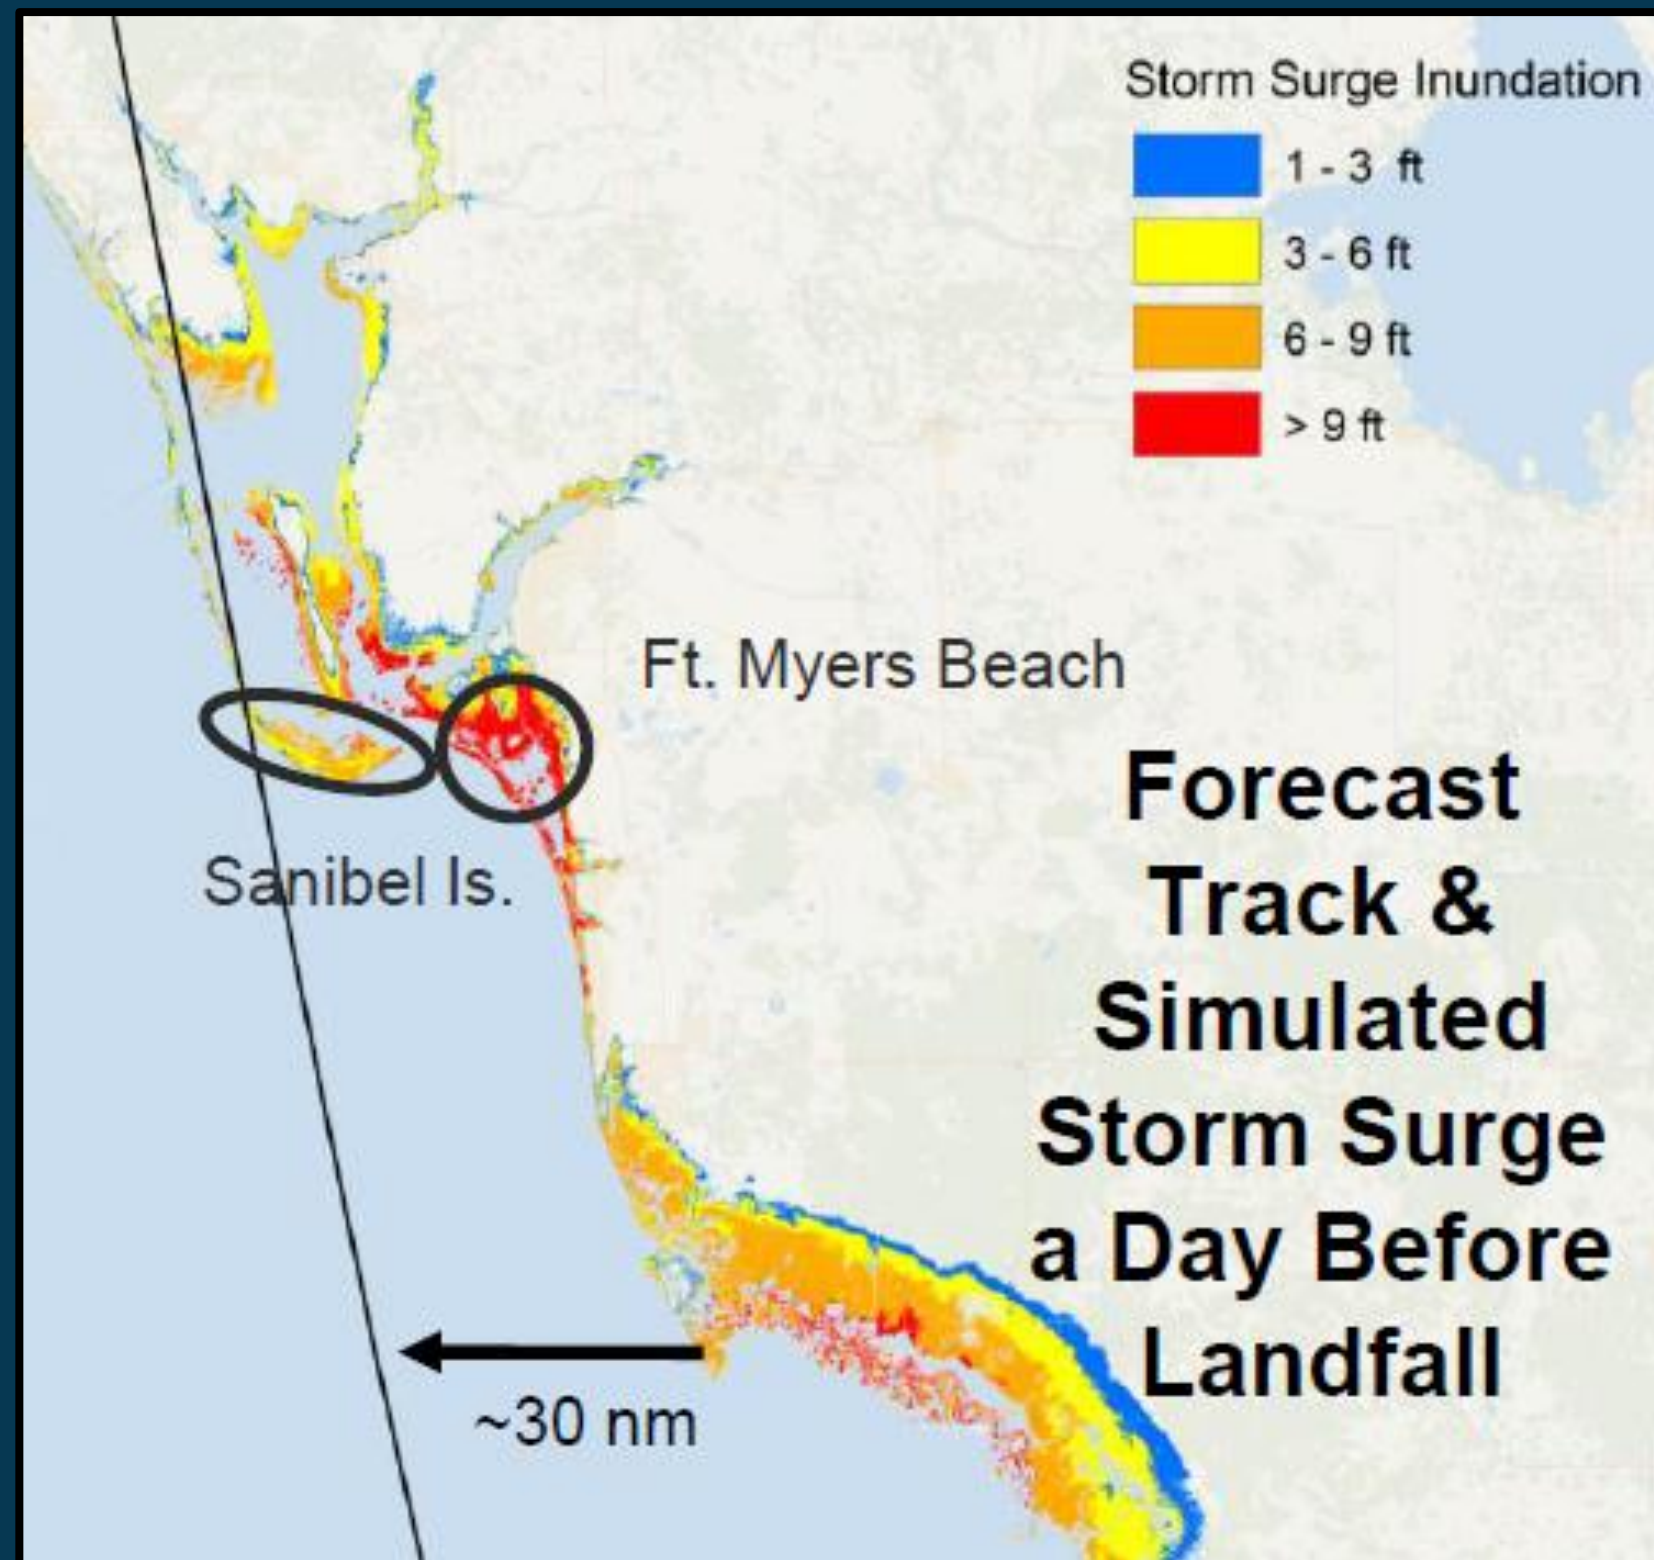 Storm Surge Inundation
1 - 3 ft
3 - 6 ft
6 - 9 ft
> 9 ft
Ft. Myers Beach
Sanibel Is.
Forecast
Track &
Simulated
Storm Surge
a Day Before
Landfall
~30 nm